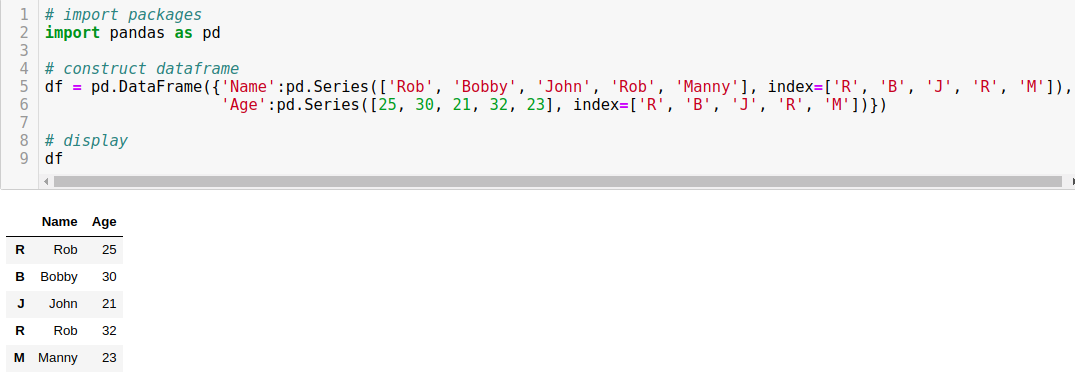 1 # import packages
2 import pandas as pd
3
4 # construct dataframe
5 df = pd.DataFrame({'Name':pd.Series(['Rob', 'Bobby', 'John', 'Rob', 'Manny'], index=['R', 'B', 'J', 'R', 'M']),
6                    'Age':pd.Series([25, 30, 21, 32, 23], index=['R', 'B', 'J', 'R', 'M'])})
7
8 # display
9 df
Name Age
R Rob 25
B Bobby 30
J John 21
R Rob 32
M Manny 23